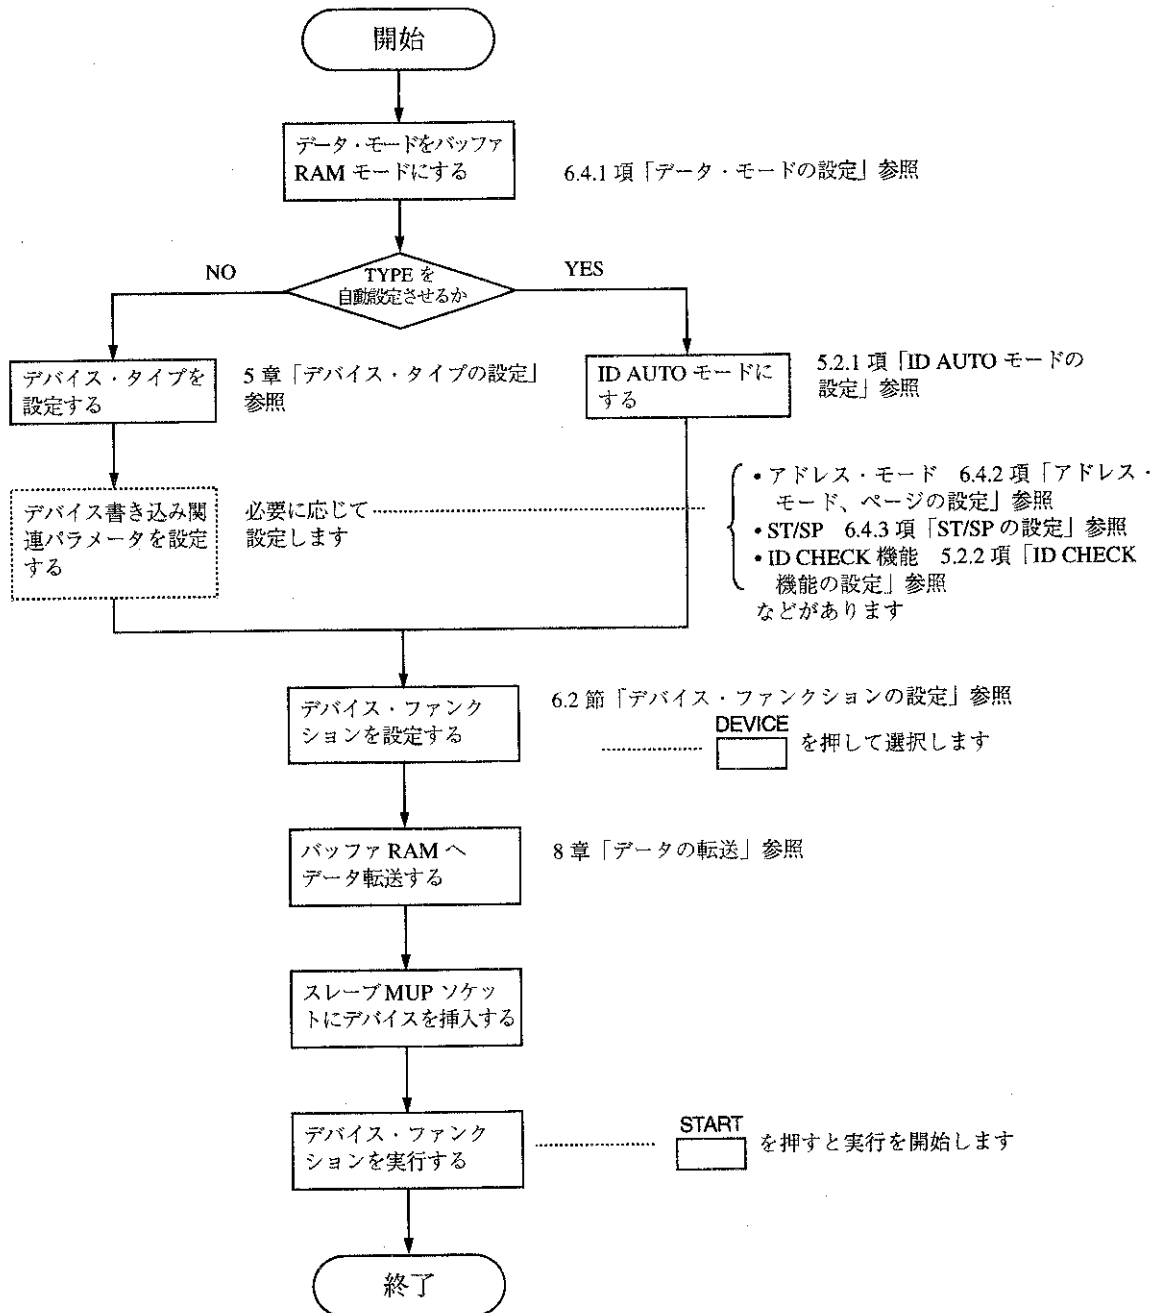 開始
データ・モードをバッファ
RAM モードにする
6.4.1 項「データ・モードの設定」参照
NO
TYPE を
自動設定させるか
YES
デバイス・タイプを
設定する
5 章「デバイス・タイプの設定」
参照
ID AUTO モードに
する
5.2.1 項「ID AUTO モードの
設定」参照
デバイス書き込み関
連パラメータを設定
する
必要に応じて
設定します
• アドレス・モード 6.4.2 項「アドレス・
モード、ページの設定」参照
• ST/SP 6.4.3 項「ST/SP の設定」参照
• ID CHECK 機能 5.2.2 項「ID CHECK
機能の設定」参照
などがあります
デバイス・ファンク
ションを設定する
6.2 節「デバイス・ファンクションの設定」参照
DEVICE
を押して選択します
バッファ RAM へ
データ転送する
8 章「データの転送」参照
スレーブ MUP ソケッ
トにデバイスを挿入する
デバイス・ファンク
ションを実行する
START
を押すと実行を開始します
終了